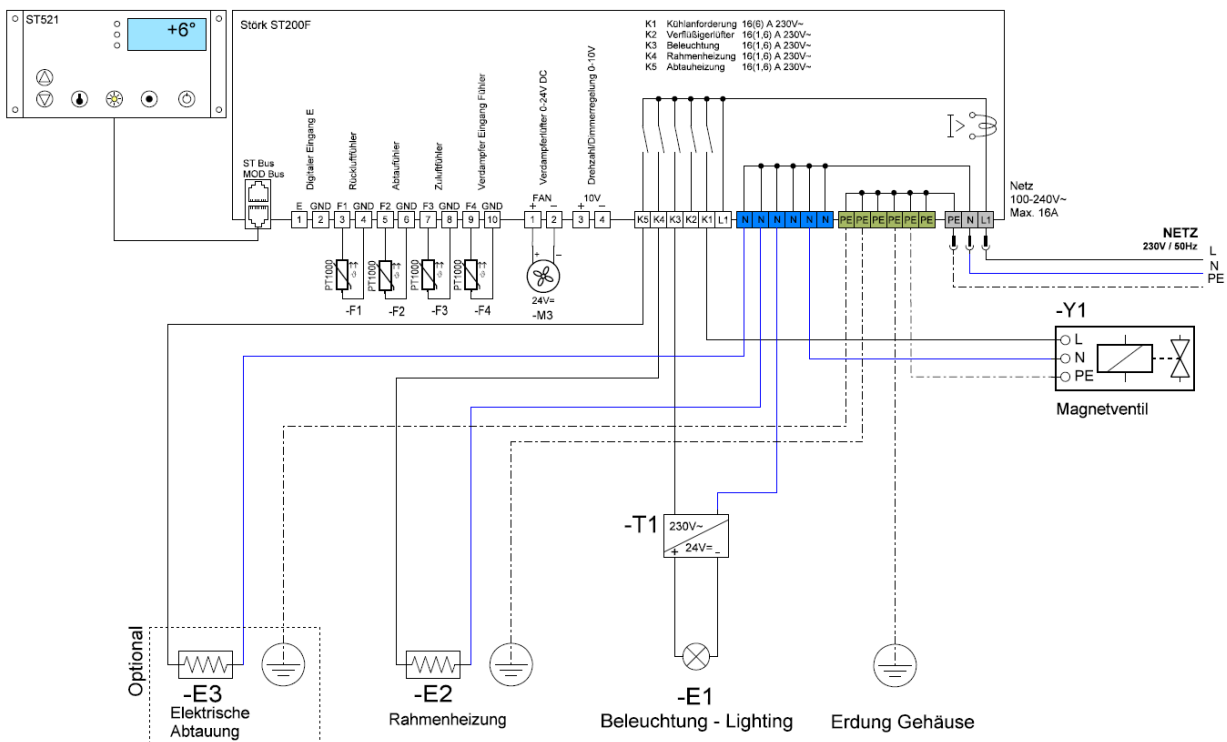 ST521
+6°
Störk ST200F
K1 Kühlanforderung 16(6) A 230V~
K2 Verflüßigerlüfter 16(1,6) A 230V~
K3 Beleuchtung 16(1,6) A 230V~
K4 Rahmenheizung 16(1,6) A 230V~
K5 Abtauheizung 16(1,6) A 230V~
ST Bus
MOD Bus
Digitaler Eingang E
Rückluftfühler
Abtaufühler
Zuluftfühler
Verdampfer Eingang Fühler
Verdampferlüfter 0-24V DC
Drehzahl/Dimmerregelung 0-10V
E GND F1 GND F2 GND F3 GND F4 GND
1 2 3 4 5 6 7 8 9 10
FAN
+ −
1 2
10V
+ −
3 4
K5 K4 K3 K2 K1 L1
N N N N N N
PE PE PE PE PE PE
PE N L1
Netz
100-240V~
Max. 16A
NETZ
230V / 50Hz
L
N
PE
PT1000
-F1
PT1000
-F2
PT1000
-F3
PT1000
-F4
+ −
24V=
-M3
-Y1
L
N
PE
Magnetventil
-T1
230V~
+ 24V= -
Optional
-E3
Elektrische
Abtauung
-E2
Rahmenheizung
-E1
Beleuchtung - Lighting
Erdung Gehäuse